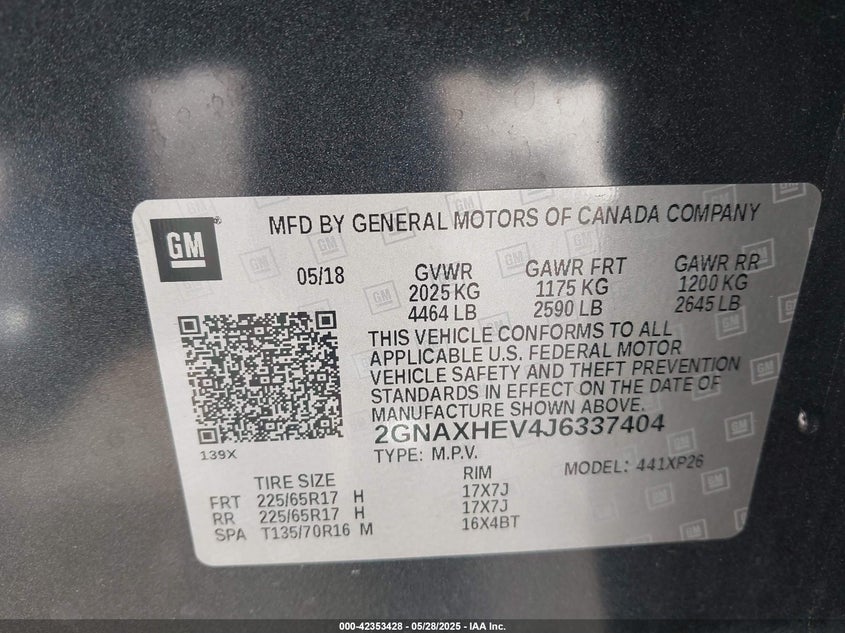 GM
MFD BY GENERAL MOTORS OF CANADA COMPANY
05/18
GVWR
2025 KG
4464 LB
GAWR FRT
1175 KG
2590 LB
GAWR RR
1200 KG
2645 LB
THIS VEHICLE CONFORMS TO ALL
APPLICABLE U.S. FEDERAL MOTOR
VEHICLE SAFETY AND THEFT PREVENTION
STANDARDS IN EFFECT ON THE DATE OF
MANUFACTURE SHOWN ABOVE.
139X
2GNAXHEV4J6337404
TYPE: M.P.V.
MODEL: 441XP26
TIRE SIZE RIM
FRT 225/65R17 H 17X7J
RR 225/65R17 H 17X7J
SPA T135/70R16 M 16X4BT
000-42353428 - 05/28/2025 - IAA Inc.